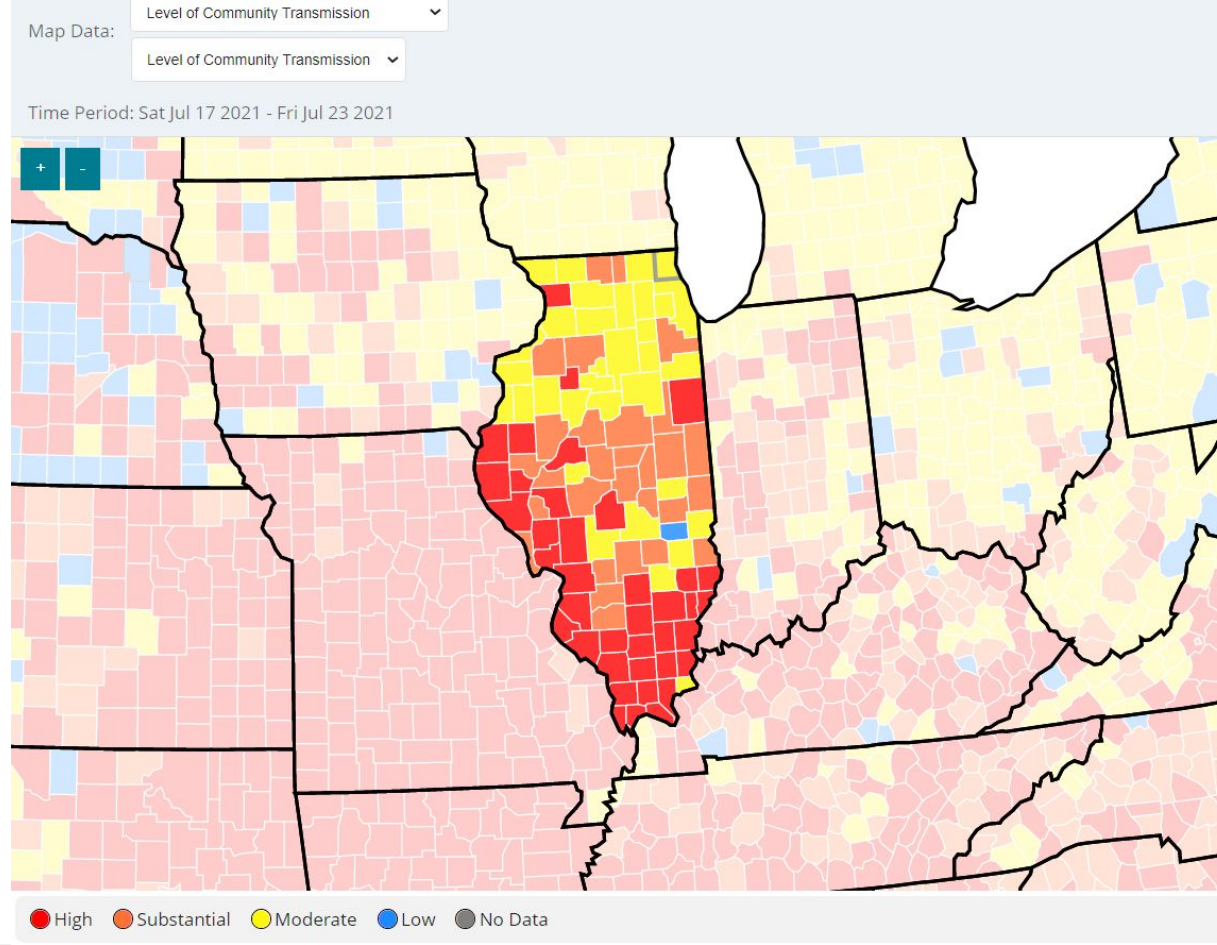 Level of Community Transmission
Map Data:
Level of Community Transmission
Time Period: Sat Jul 17 2021 - Fri Jul 23 2021
+ -
High Substantial Moderate Low No Data